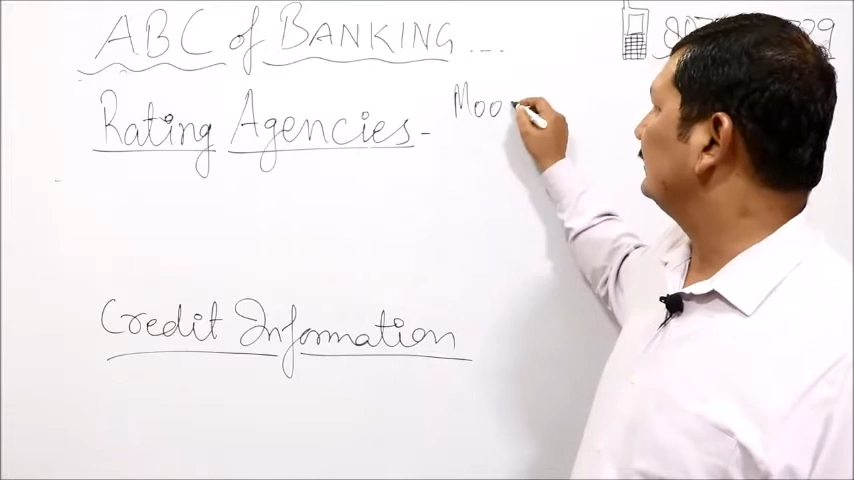 ABC of BANKING ...
Rating Agencies - Moo
Credit Information